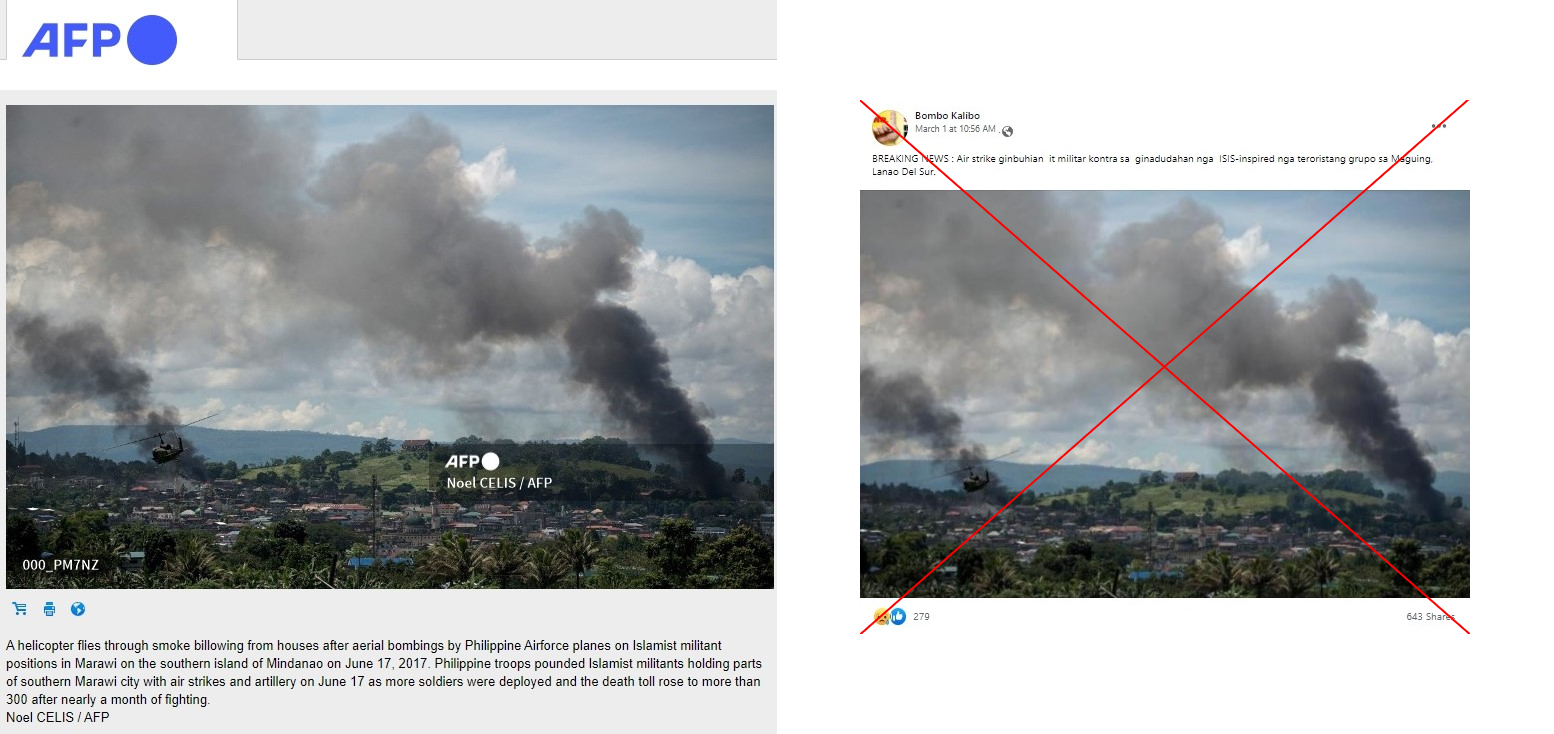 AFP
AFP
Noel CELIS / AFP
000_PM7NZ
A helicopter flies through smoke billowing from houses after aerial bombings by Philippine Airforce planes on Islamist militant
positions in Marawi on the southern island of Mindanao on June 17, 2017. Philippine troops pounded Islamist militants holding parts
of southern Marawi city with air strikes and artillery on June 17 as more soldiers were deployed and the death toll rose to more than
300 after nearly a month of fighting.
Noel CELIS / AFP
Bombo Kalibo
March 1 at 10:56 AM .
BREAKING NEWS : Air strike ginbuhian it militar kontra sa ginadudahan nga ISIS-inspired nga teroristang grupo sa Maguing,
Lanao Del Sur.
279
643 Shares